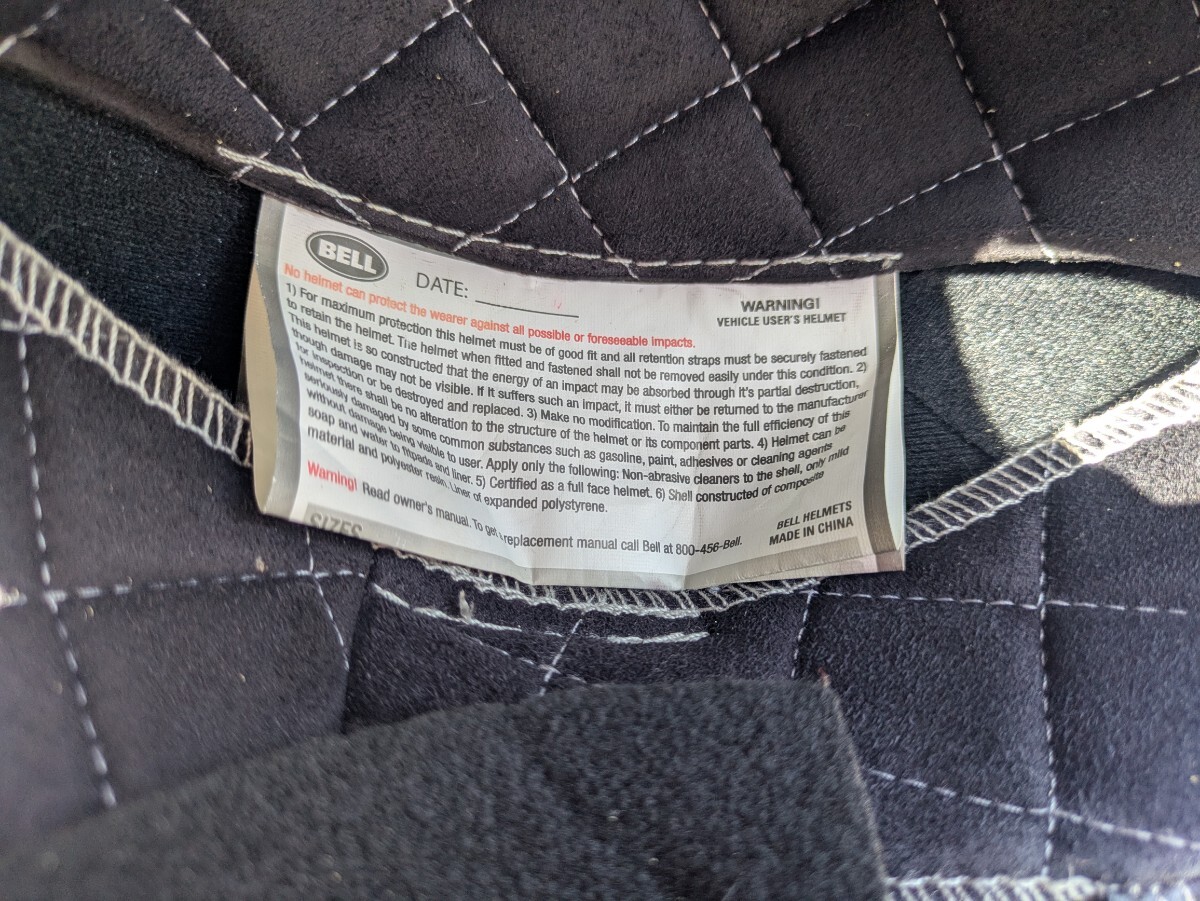 BELL
DATE:
WARNING!
VEHICLE USER'S HELMET
No helmet can protect the wearer against all possible or foreseeable impacts.
1) For maximum protection this helmet must be of good fit and all retention straps must be securely fastened
to retain the helmet. The helmet when fitted and fastened shall not be removed easily under this condition. 2)
This helmet is so constructed that the energy of an impact may be absorbed through it's partial destruction,
though damage may not be visible. If it suffers such an impact, it must either be returned to the manufacturer
for inspection or be destroyed and replaced. 3) Make no modification. To maintain the full efficiency of this
helmet there shall be no alteration to the structure of the helmet or its component parts. 4) Helmet can be
seriously damaged by some common substances such as gasoline, paint, adhesives or cleaning agents
without damage being visible to user. Apply only the following: Non-abrasive cleaners to the shell, only mild
soap and water to fitpads and liner. 5) Certified as a full face helmet. 6) Shell constructed of composite
material and polyester resin. Liner of expanded polystyrene.
Warning! Read owner's manual. To get replacement manual call Bell at 800-456-Bell.
BELL HELMETS
MADE IN CHINA
SIZES